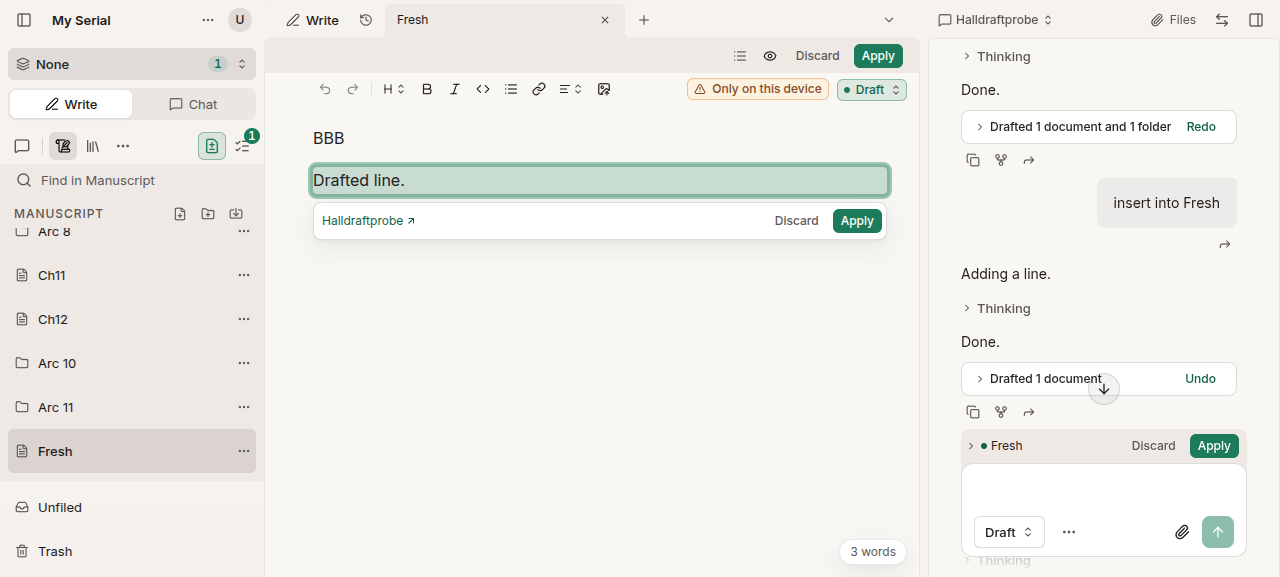 My Serial
U
None
1
Write
Chat
1
Find in Manuscript
MANUSCRIPT
Arc 8
Ch11
Ch12
Arc 10
Arc 11
Fresh
Unfiled
Trash
Write
Fresh
Discard
Apply
H
B
I
Only on this device
Draft
BBB
Drafted line.
Halldraftprobe
Discard
Apply
3 words
Halldraftprobe
Files
Thinking
Done.
Drafted 1 document and 1 folder
Redo
insert into Fresh
Adding a line.
Thinking
Done.
Drafted 1 document
Undo
Fresh
Discard
Apply
Draft
Thinking